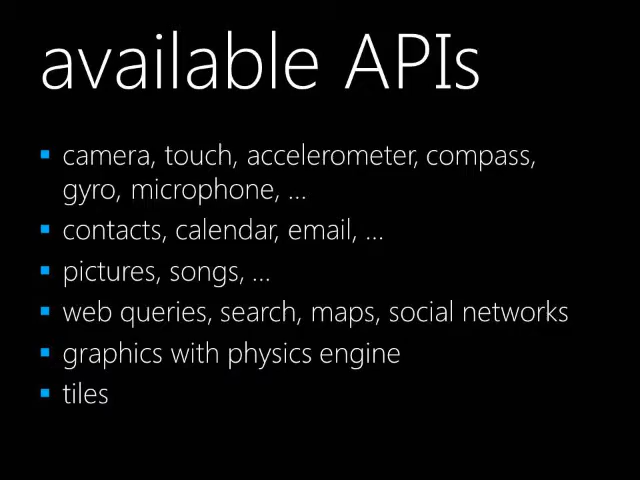 available APIs
camera, touch, accelerometer, compass,
gyro, microphone, ...
contacts, calendar, email, ...
pictures, songs, ...
web queries, search, maps, social networks
graphics with physics engine
tiles